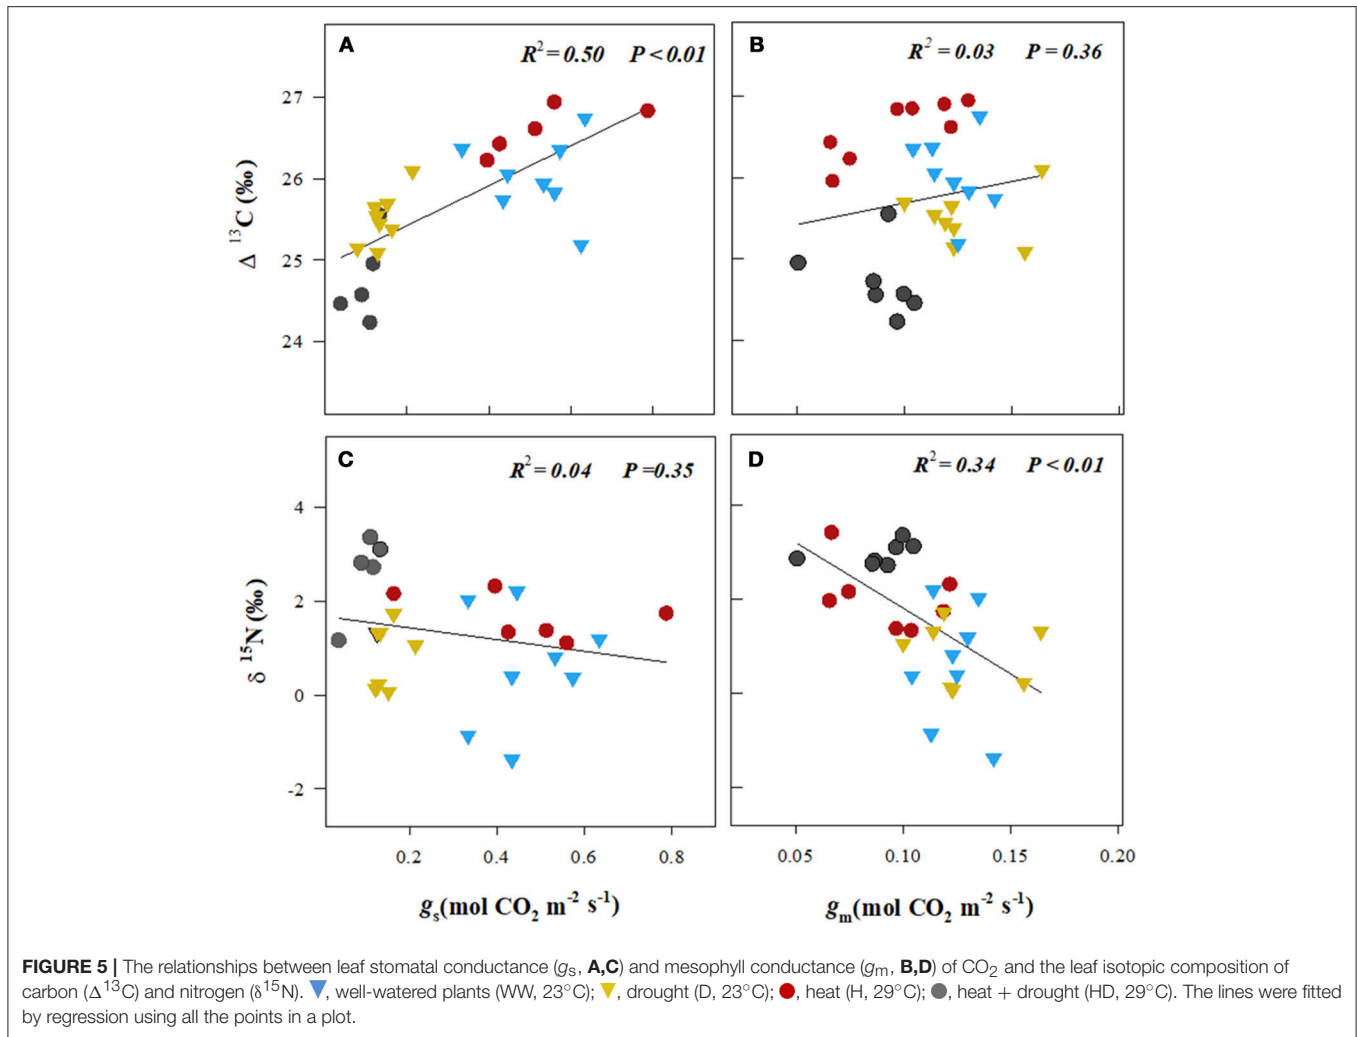 A
R² = 0.50 P < 0.01
B
R² = 0.03 P = 0.36
27
26
25
24
Δ ¹³C (‰)
C
R² = 0.04 P =0.35
D
R² = 0.34 P < 0.01
4
2
0
-2
δ ¹⁵N (‰)
0.2 0.4 0.6 0.8
0.05 0.10 0.15 0.20
gs(mol CO₂ m⁻² s⁻¹)
gm(mol CO₂ m⁻² s⁻¹)
FIGURE 5 | The relationships between leaf stomatal conductance (gs, A,C) and mesophyll conductance (gm, B,D) of CO₂ and the leaf isotopic composition of
carbon (Δ¹³C) and nitrogen (δ¹⁵N). ▼, well-watered plants (WW, 23°C); ▼, drought (D, 23°C); ●, heat (H, 29°C); ●, heat + drought (HD, 29°C). The lines were fitted
by regression using all the points in a plot.